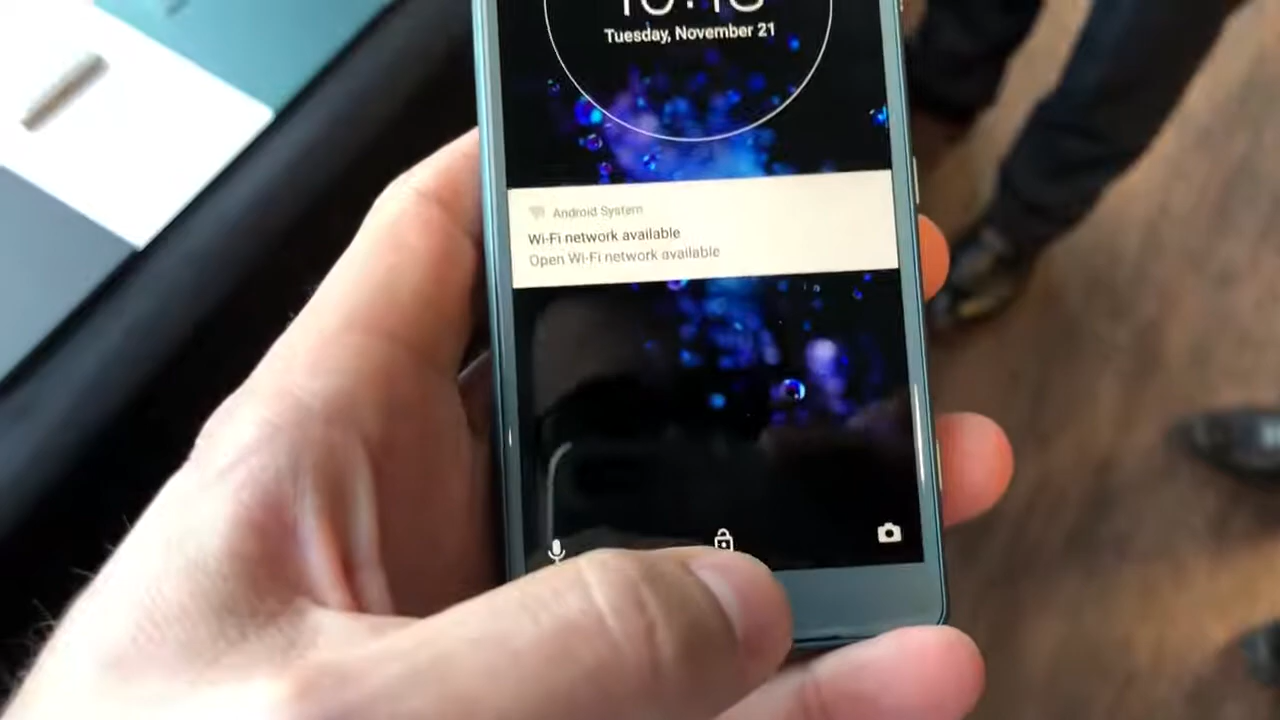 Tuesday, November 21
Android System
Wi-Fi network available
Open Wi-Fi network available